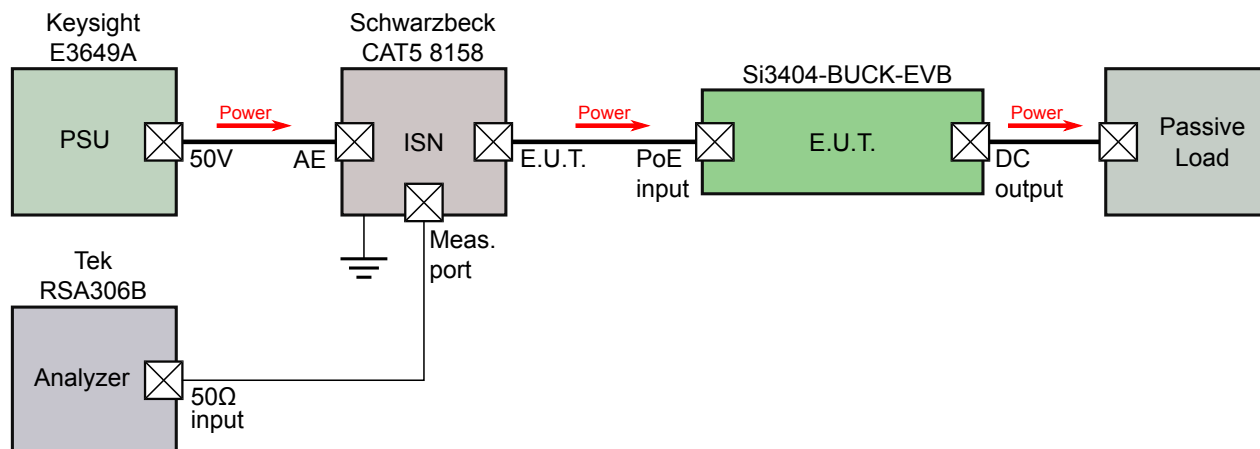 Keysight
E3649A
PSU
50V
Power
Schwarzbeck
CAT5 8158
AE
ISN
E.U.T.
Meas.
port
Power
Si3404-BUCK-EVB
PoE
input
E.U.T.
DC
output
Power
Passive
Load
Tek
RSA306B
Analyzer
50Ω
input